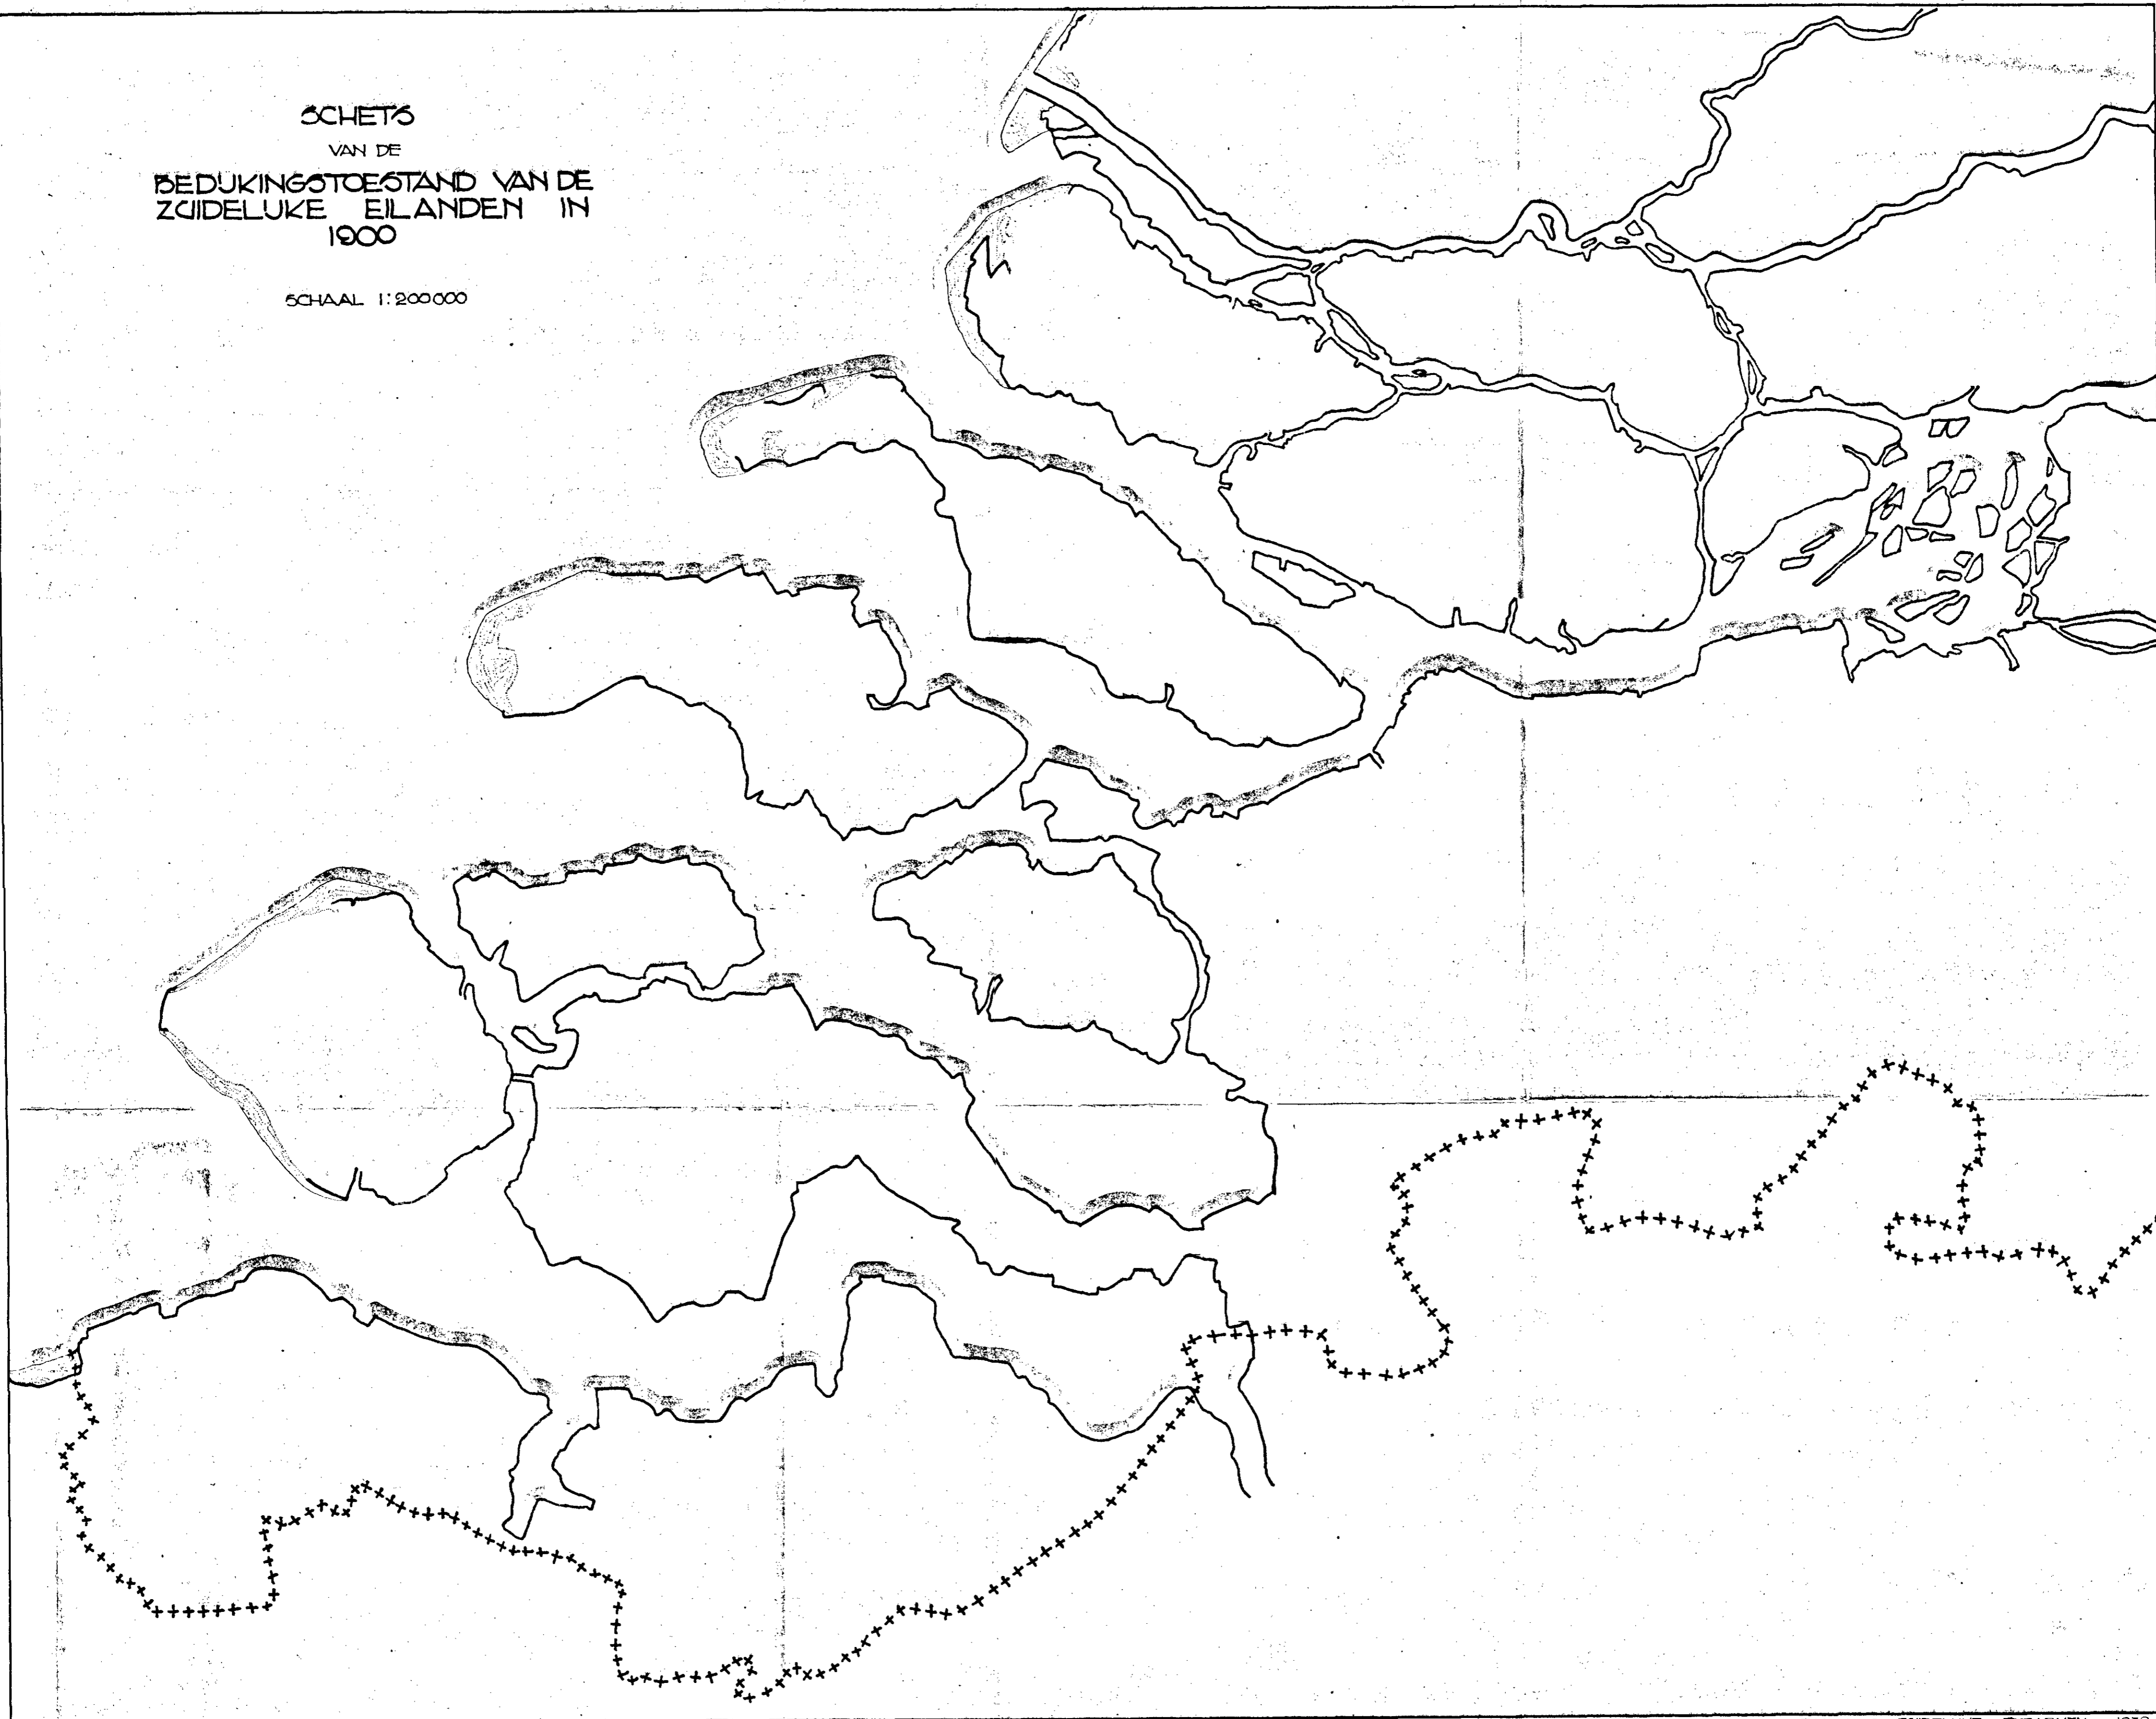 SCHETS
VAN DE
BEDIJKINGSTOESTAND VAN DE
ZUIDELIJKE EILANDEN IN
1900
SCHAAL 1:200000